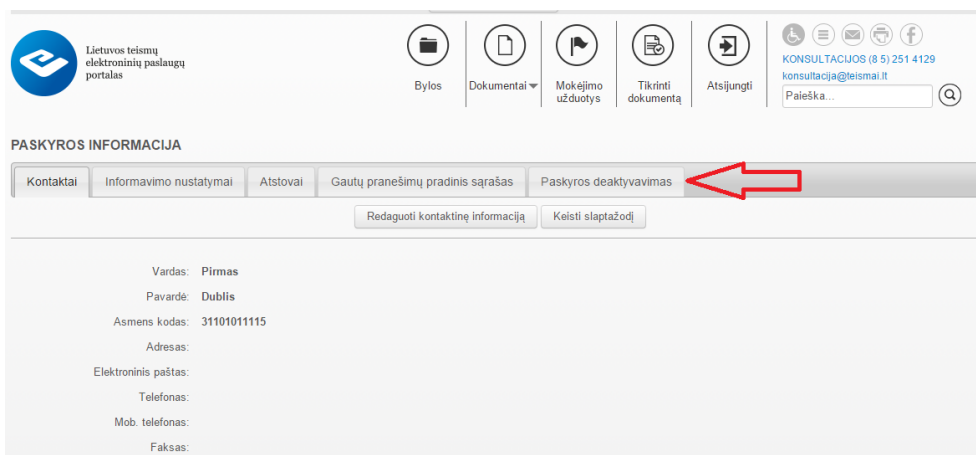 Lietuvos teismų
elektroninių paslaugų
portalas
Bylos
Dokumentai
Mokėjimo
užduotys
Tikrinti
dokumentą
Atsijungti
KONSULTACIJOS (8 5) 251 4129
konsultacija@teismai.lt
Paieška...
PASKYROS INFORMACIJA
Kontaktai Informavimo nustatymai Atstovai Gautų pranešimų pradinis sąrašas Paskyros deaktyvavimas
Redaguoti kontaktinę informaciją Keisti slaptažodį
Vardas: Pirmas
Pavardė: Dublis
Asmens kodas: 31101011115
Adresas:
Elektroninis paštas:
Telefonas:
Mob. telefonas:
Faksas: